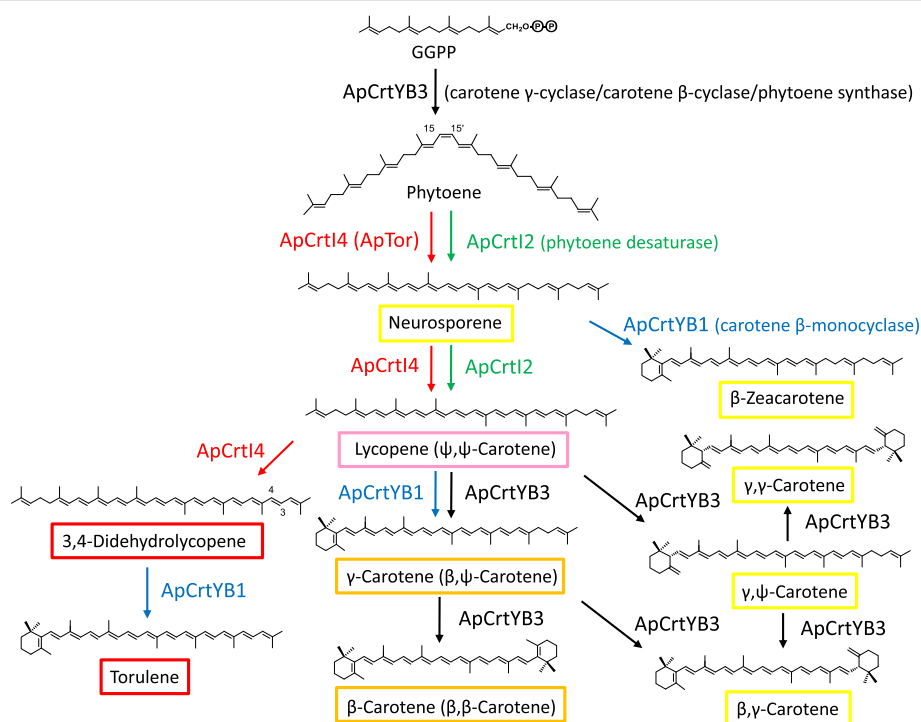 CH₂O-P-P
GGPP
ApCrtYB3 (carotene γ-cyclase/carotene β-cyclase/phytoene synthase)
15 15'
Phytoene
ApCrtI4 (ApTor) ApCrtI2 (phytoene desaturase)
Neurosporene
ApCrtYB1 (carotene β-monocyclase)
ApCrtI4 ApCrtI2
β-Zeacarotene
ApCrtI4
Lycopene (ψ,ψ-Carotene)
ApCrtYB1 ApCrtYB3
ApCrtYB3
γ,γ-Carotene
ApCrtYB3
4
3
3,4-Didehydrolycopene
γ-Carotene (β,ψ-Carotene)
γ,ψ-Carotene
ApCrtYB1
ApCrtYB3
ApCrtYB3
ApCrtYB3
Torulene
β-Carotene (β,β-Carotene)
β,γ-Carotene